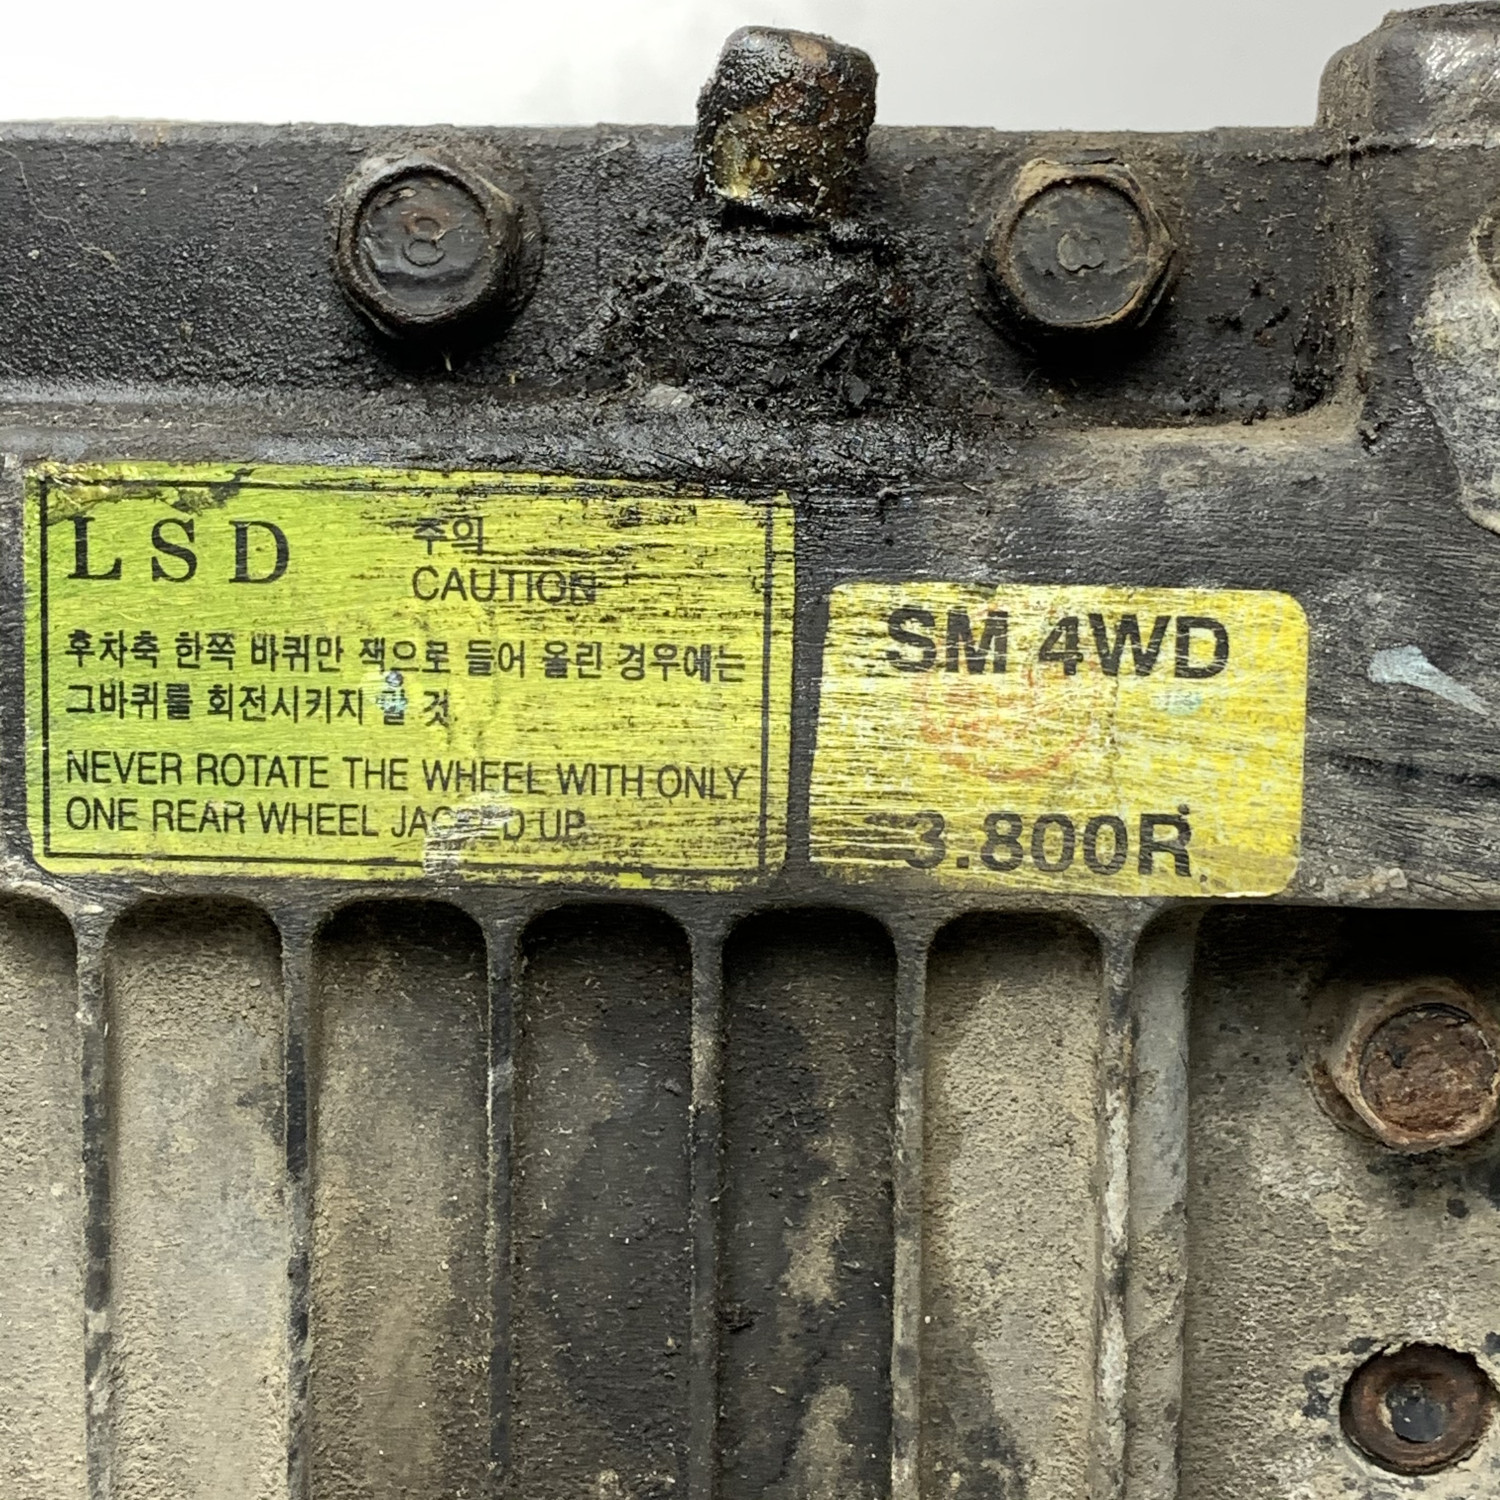 8
8
LSD
주의
CAUTION
후차축 한쪽 바퀴만 잭으로 들어 올린 경우에는
그바퀴를 회전시키지 말 것
NEVER ROTATE THE WHEEL WITH ONLY
ONE REAR WHEEL JACKED UP
SM 4WD
3.800R